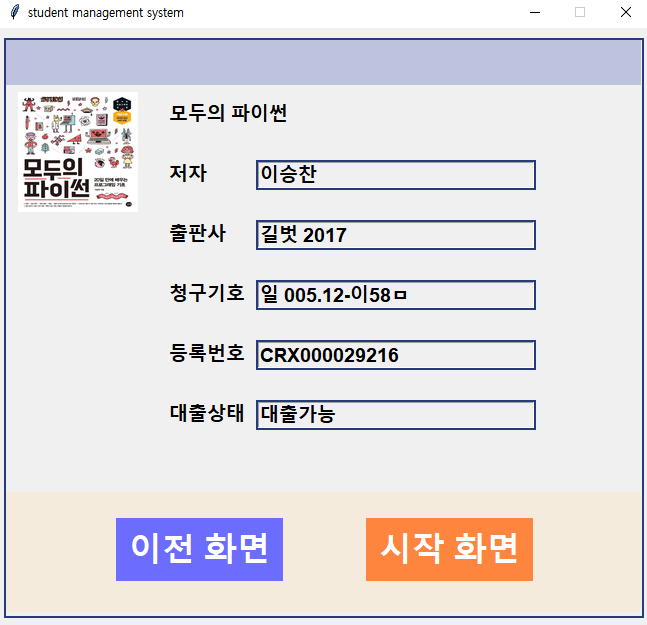 student management system
모두의 파이썬
모두의
파이썬
20일 만에 배우는
프로그래밍 기초
저자
이승찬
출판사
길벗 2017
청구기호
일 005.12-이58ㅁ
등록번호
CRX000029216
대출상태
대출가능
이전 화면
시작 화면